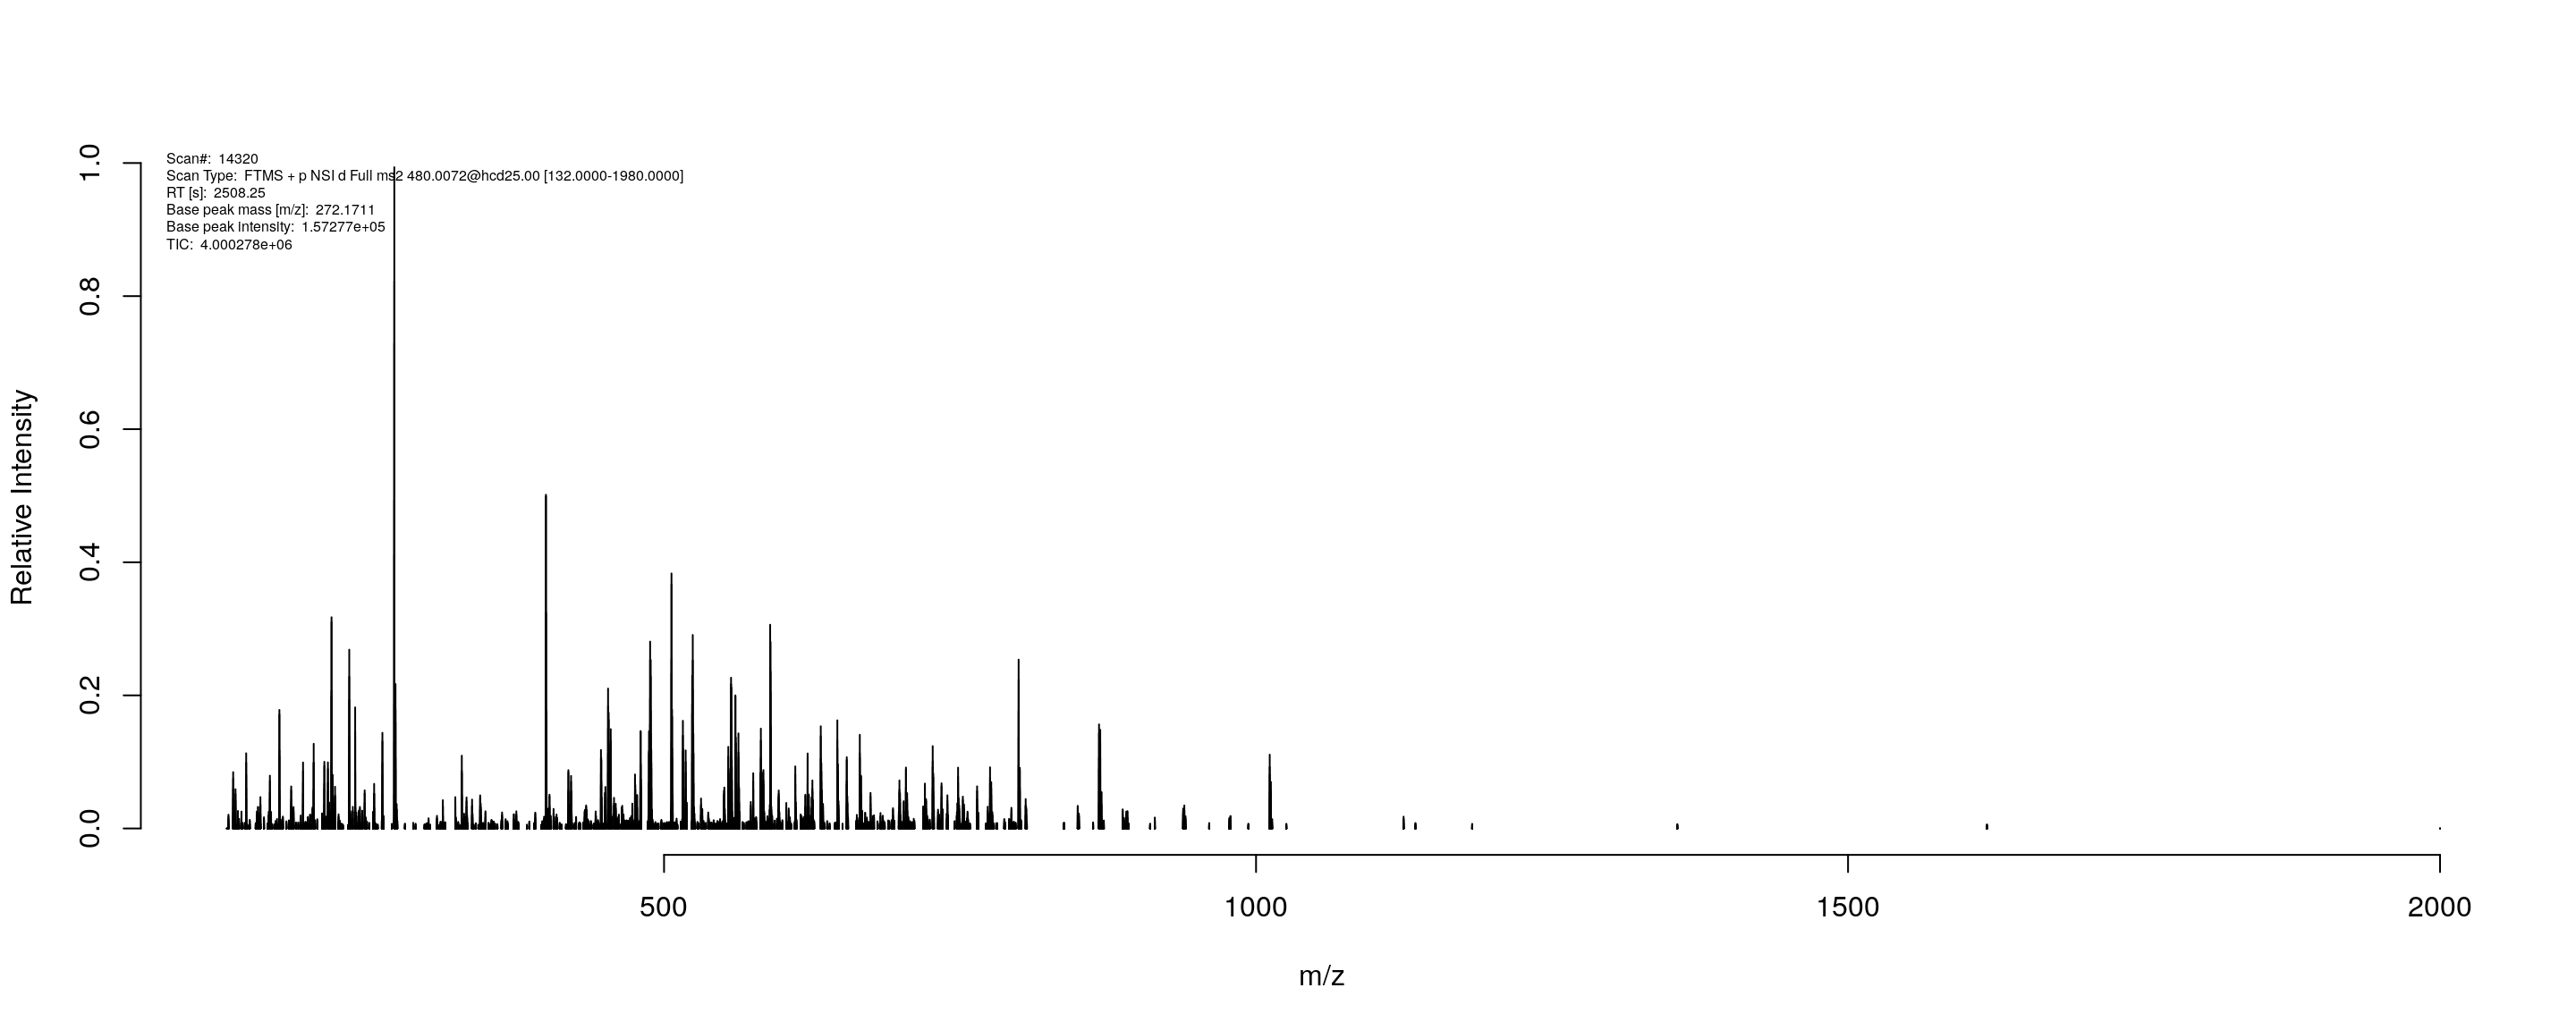 Scan#: 14320
Scan Type: FTMS + p NSI d Full ms2 480.0072@hcd25.00 [132.0000-1980.0000]
RT [s]: 2508.25
Base peak mass [m/z]: 272.1711
Base peak intensity: 1.57277e+05
TIC: 4.000278e+06
1.0
0.8
0.6
0.4
0.2
0.0
Relative Intensity
500 1000 1500 2000
m/z